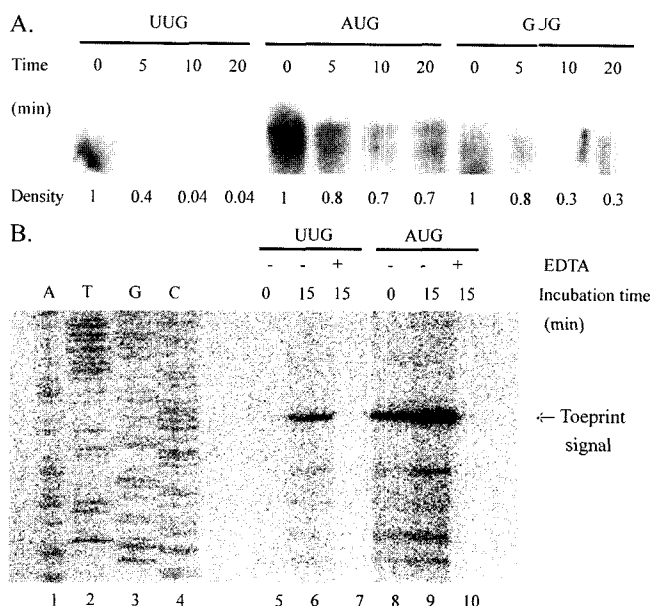 A.
UUG AUG G UG
Time 0 5 10 20 0 5 10 20 0 5 10 20
(min)
Density 1 0.4 0.04 0.04 1 0.8 0.7 0.7 1 0.8 0.3 0.3
B.
UUG AUG
- - + - - + EDTA
A T G C 0 15 15 0 15 15 Incubation time
(min)
← Toeprint
signal
1 2 3 4 5 6 7 8 9 10